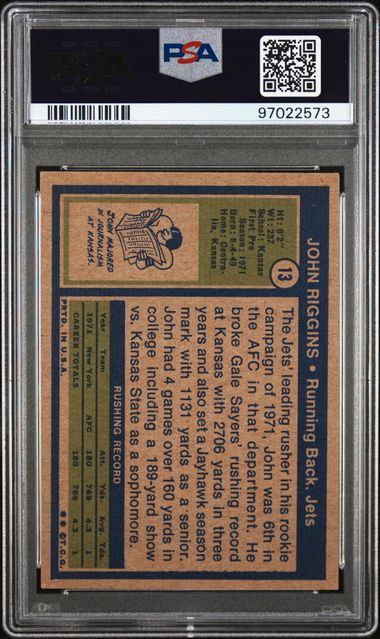 PSA
PSA
97022573
13
JOHN RIGGINS • Running Back, Jets
Ht: 6'2"
Wt: 237
School: Kansas
First Pro
Season: 1971
Born: 8-4-49
Home: Centra-
lia, Kansas
JOHN MAJORED
IN JOURNALISM
AT KANSAS.
The Jets' leading rusher in his rookie
campaign of 1971, John was 6th in
the AFC in that department. He
broke Gale Sayers' rushing record
at Kansas with 2706 yards in three
years and also set a Jayhawk season
mark with 1131 yards as a senior.
John had 4 games over 100 yards in
college including a 189-yard show
vs. Kansas State as a sophomore.
RUSHING RECORD
Year Team Att. Yds. Avg. Tds.
1971 New York AFC 180 769 4.3 1
CAREER TOTALS 180 769 4.3 1
PRTD. IN U.S.A.
T.C.G.